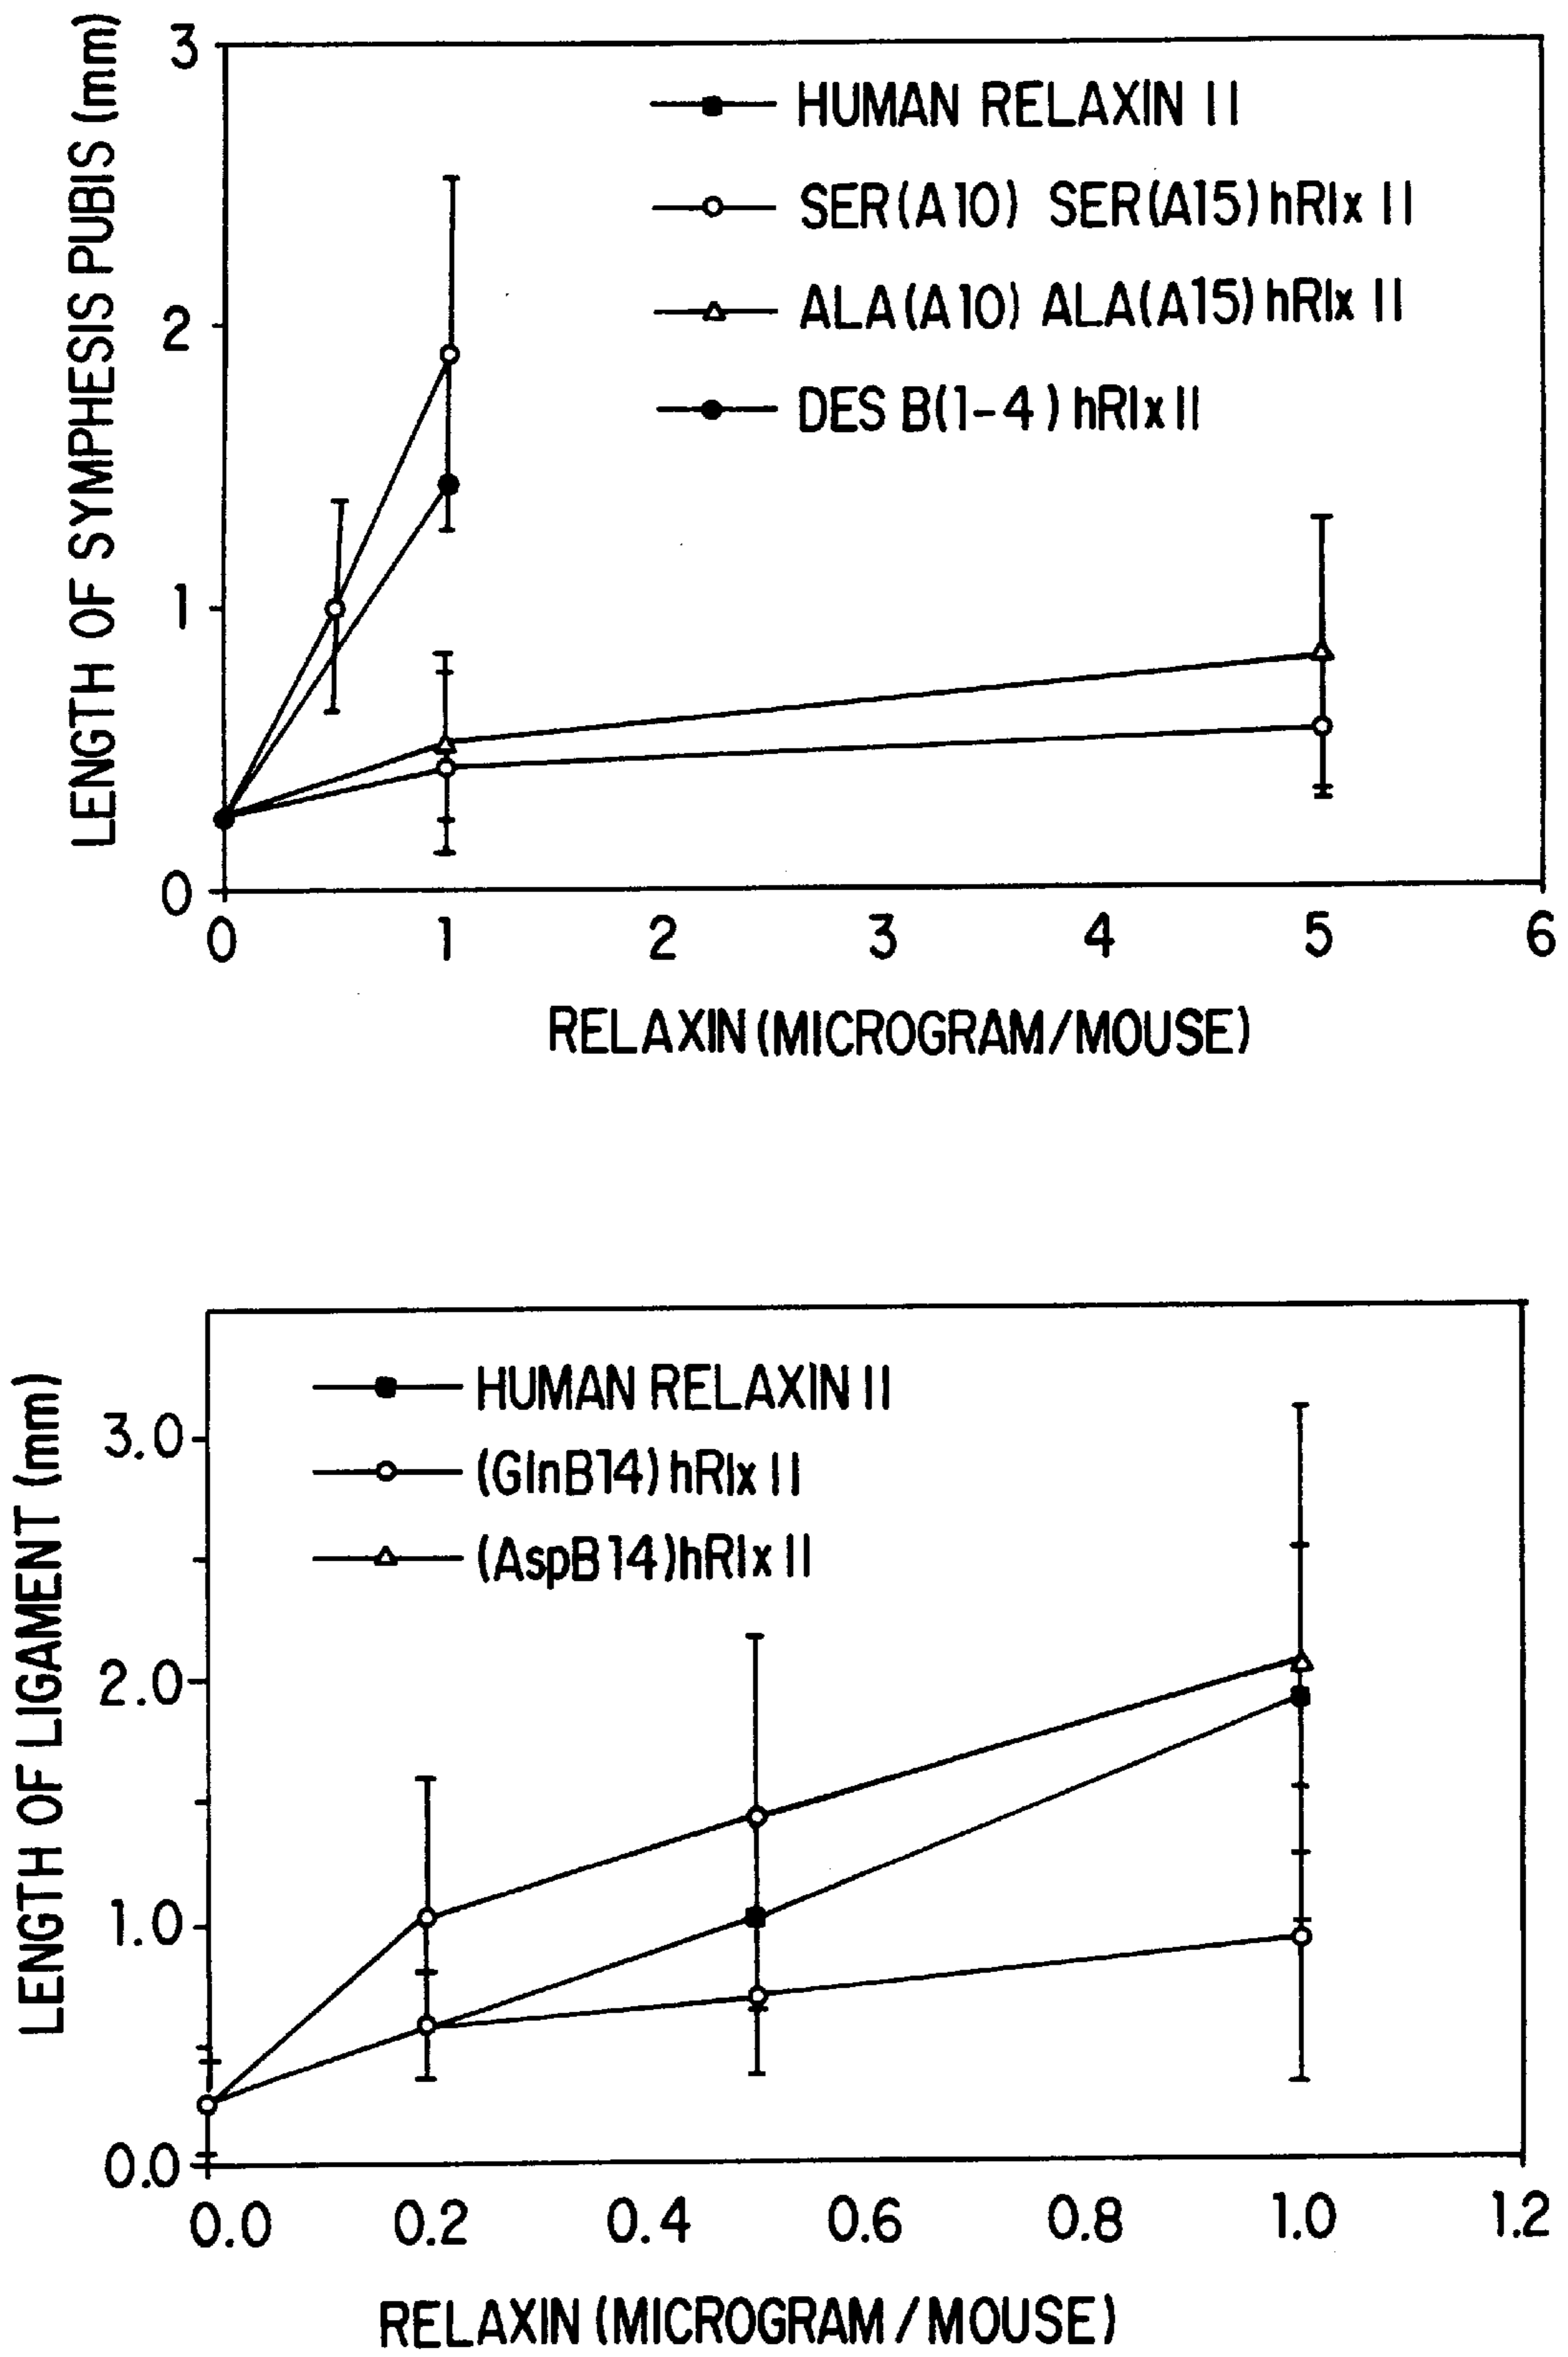 LENGTH OF SYMPHESIS PUBIS (mm)
3
2
1
0
HUMAN RELAXIN II
SER(A10) SER(A15)hRlx II
ALA(A10) ALA(A15)hRlx II
DES B(1-4)hRlx II
0 1 2 3 4 5 6
RELAXIN (MICROGRAM/MOUSE)
LENGTH OF LIGAMENT (mm)
3.0
2.0
1.0
0.0
HUMAN RELAXIN II
(GlnB14)hRlx II
(AspB14)hRlx II
0.0 0.2 0.4 0.6 0.8 1.0 1.2
RELAXIN (MICROGRAM/MOUSE)